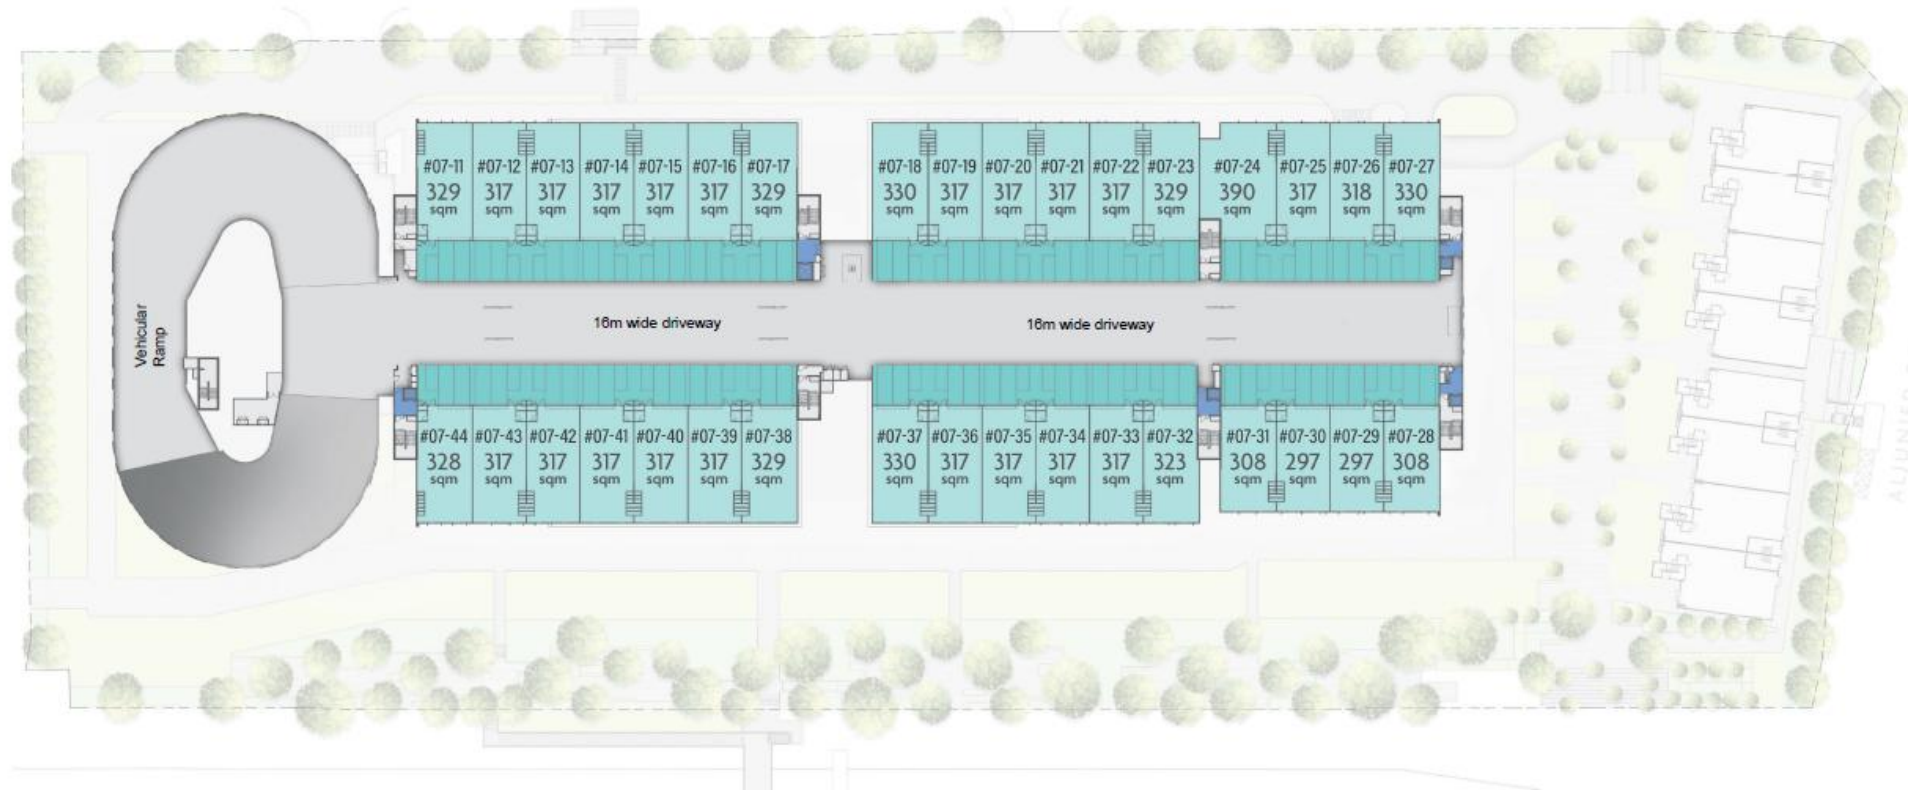 #07-11 #07-12 #07-13 #07-14 #07-15 #07-16 #07-17 #07-18 #07-19 #07-20 #07-21 #07-22 #07-23 #07-24 #07-25 #07-26 #07-27
329 317 317 317 317 317 329 330 317 317 317 317 329 390 317 318 330
sqm sqm sqm sqm sqm sqm sqm sqm sqm sqm sqm sqm sqm sqm sqm sqm sqm
Vehicular
Ramp
16m wide driveway 16m wide driveway
#07-44 #07-43 #07-42 #07-41 #07-40 #07-39 #07-38 #07-37 #07-36 #07-35 #07-34 #07-33 #07-32 #07-31 #07-30 #07-29 #07-28
328 317 317 317 317 317 329 330 317 317 317 317 323 308 297 297 308
sqm sqm sqm sqm sqm sqm sqm sqm sqm sqm sqm sqm sqm sqm sqm sqm sqm